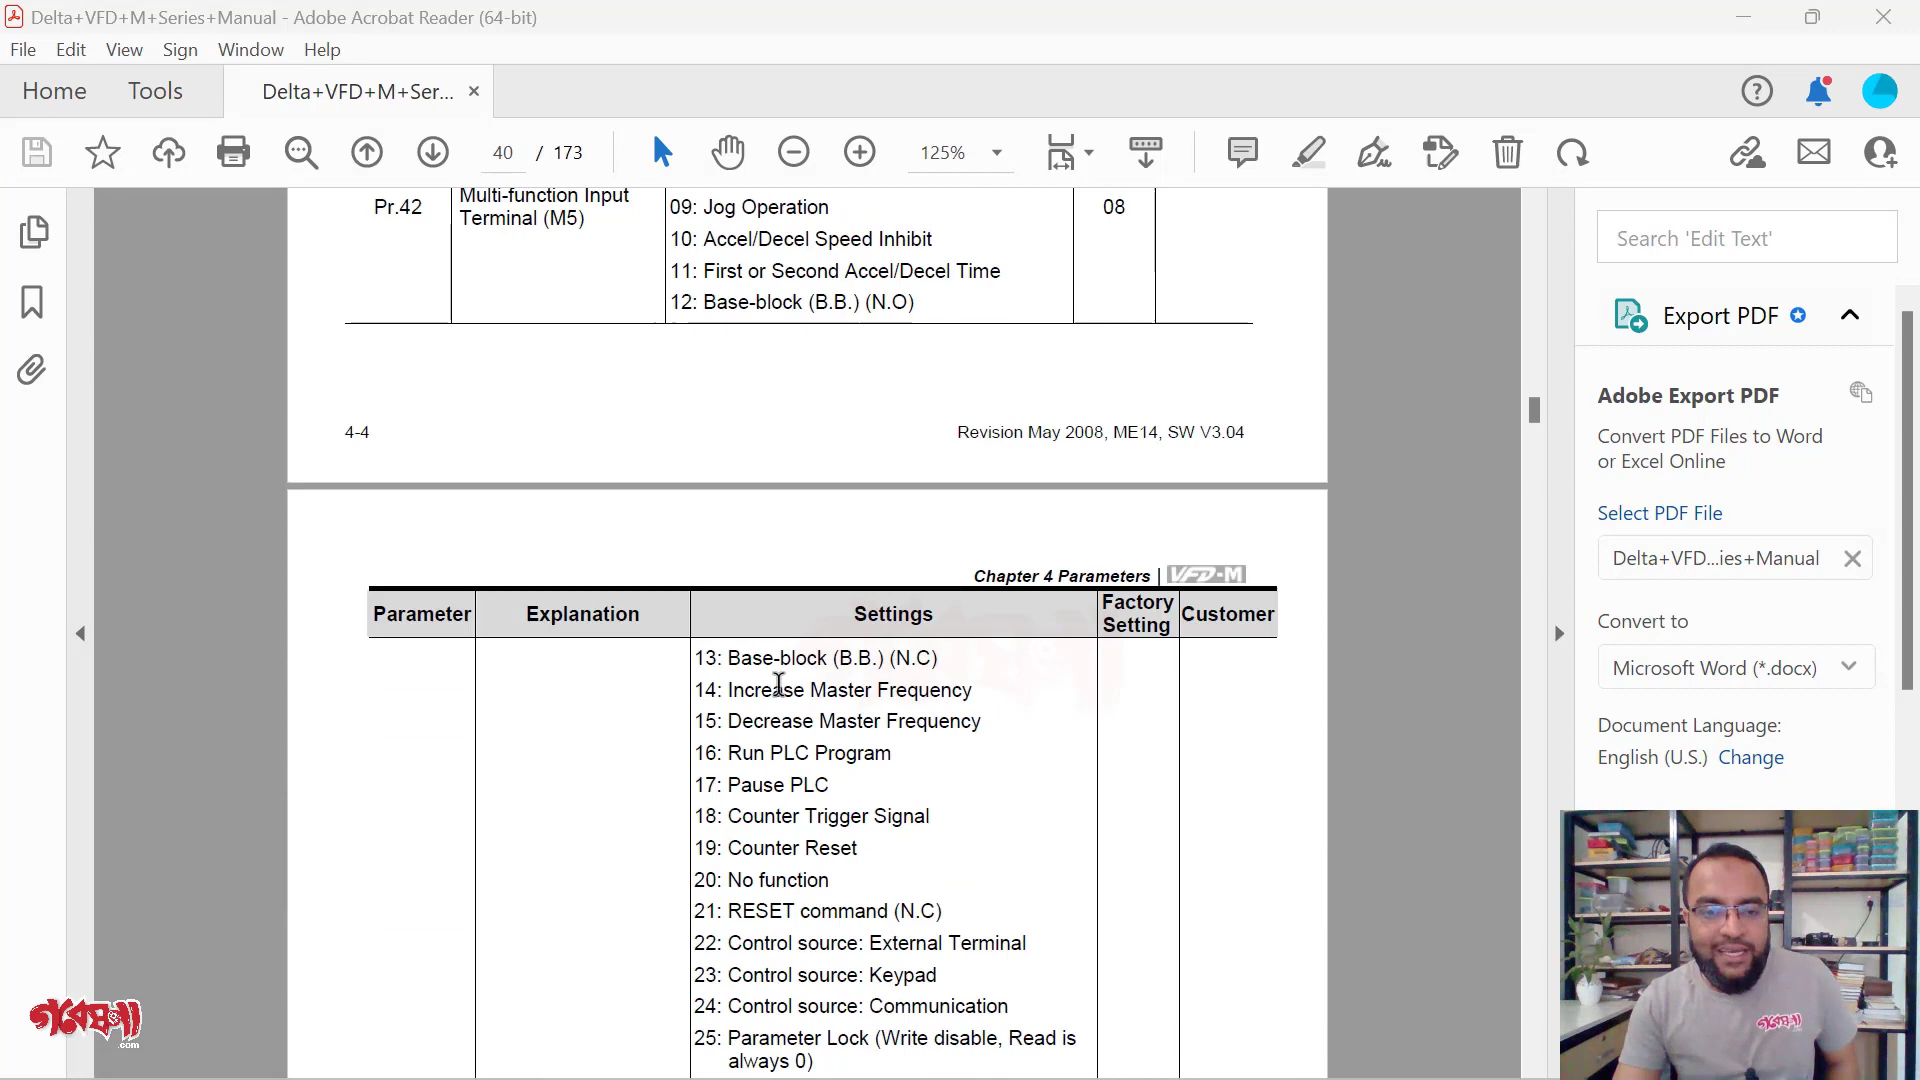 Delta+VFD+M+Series+Manual - Adobe Acrobat Reader (64-bit)
File Edit View Sign Window Help
Home Tools Delta+VFD+M+Ser... ×
40 / 173 125%
Pr.42
Multi-function Input
Terminal (M5)
09: Jog Operation
10: Accel/Decel Speed Inhibit
11: First or Second Accel/Decel Time
12: Base-block (B.B.) (N.O)
08
4-4 Revision May 2008, ME14, SW V3.04
Chapter 4 Parameters | VFD-M
Parameter Explanation Settings Factory Setting Customer
13: Base-block (B.B.) (N.C)
14: Increase Master Frequency
15: Decrease Master Frequency
16: Run PLC Program
17: Pause PLC
18: Counter Trigger Signal
19: Counter Reset
20: No function
21: RESET command (N.C)
22: Control source: External Terminal
23: Control source: Keypad
24: Control source: Communication
25: Parameter Lock (Write disable, Read is
always 0)
Search 'Edit Text'
Export PDF
Adobe Export PDF
Convert PDF Files to Word
or Excel Online
Select PDF File
Delta+VFD...ies+Manual
Convert to
Microsoft Word (*.docx)
Document Language:
English (U.S.) Change
গবেষণা
.com
গবেষণা